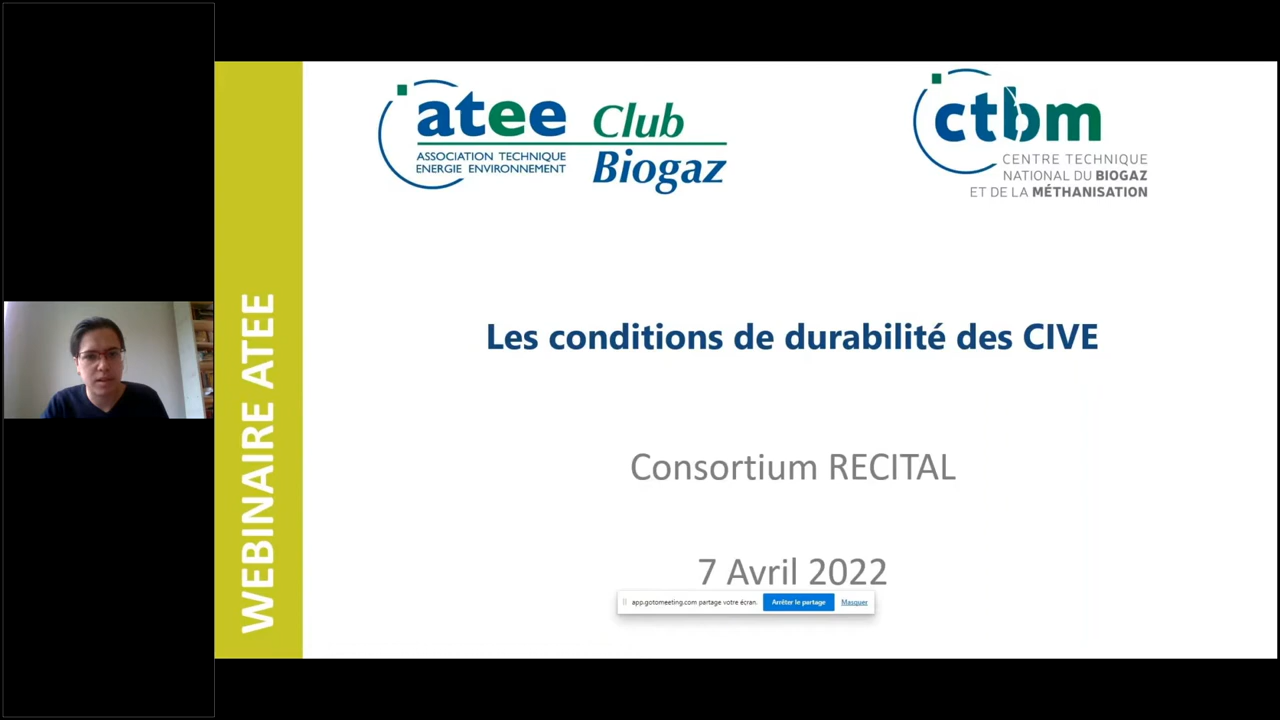 WEBINAIRE ATEE
atee Club
Biogaz
ASSOCIATION TECHNIQUE
ENERGIE ENVIRONNEMENT
ctbm
CENTRE TECHNIQUE
NATIONAL DU BIOGAZ
ET DE LA MÉTHANISATION
Les conditions de durabilité des CIVE
Consortium RECITAL
7 Avril 2022
app.gotomeeting.com partage votre écran. Arrêter le partage Masquer